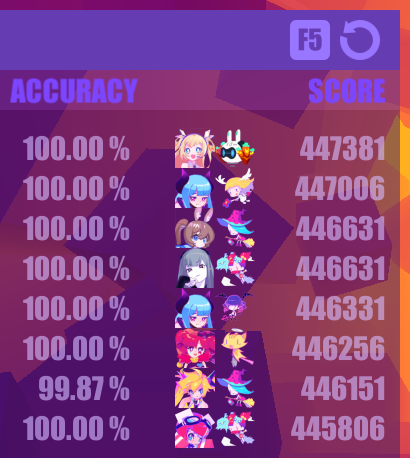 F5
ACCURACY SCORE
100.00 % 447381
100.00 % 447006
100.00 % 446631
100.00 % 446631
100.00 % 446331
100.00 % 446256
99.87 % 446151
100.00 % 445806